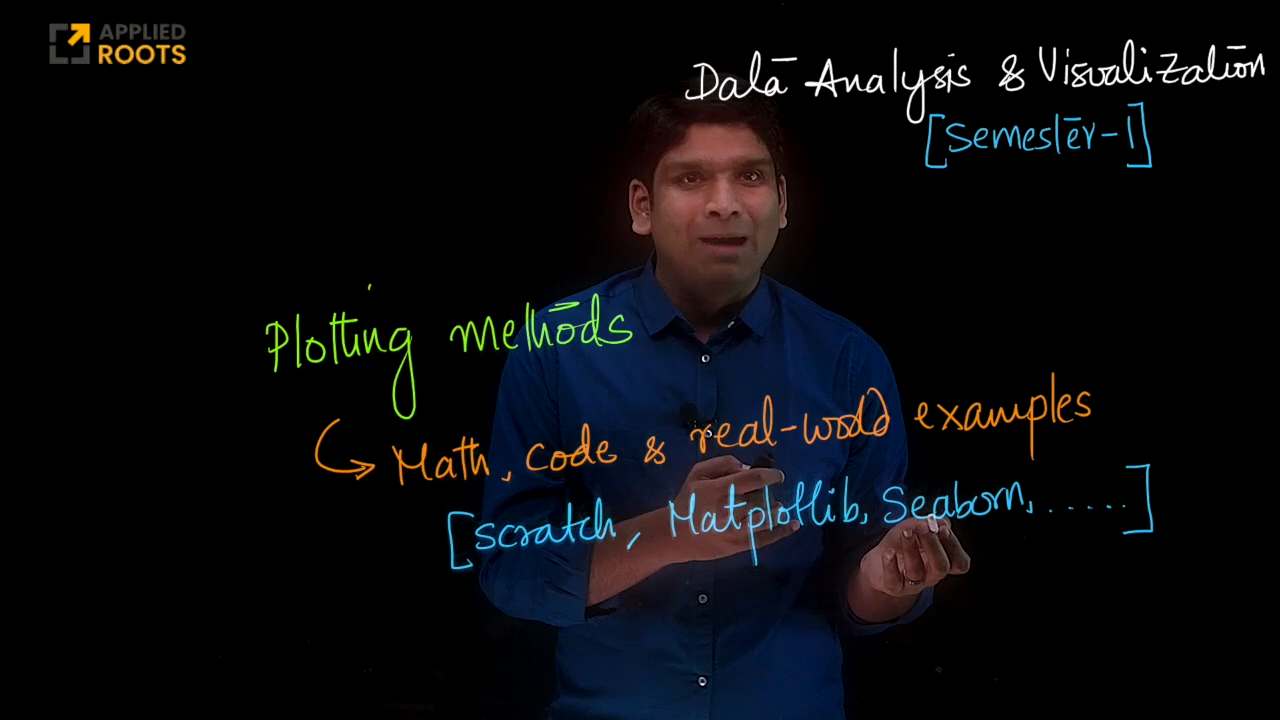 APPLIED
ROOTS
Data Analysis & Visualization
[Semester-1]
Plotting methods
Math, code & real-world examples
[scratch, Matplotlib, Seaborn, ......]